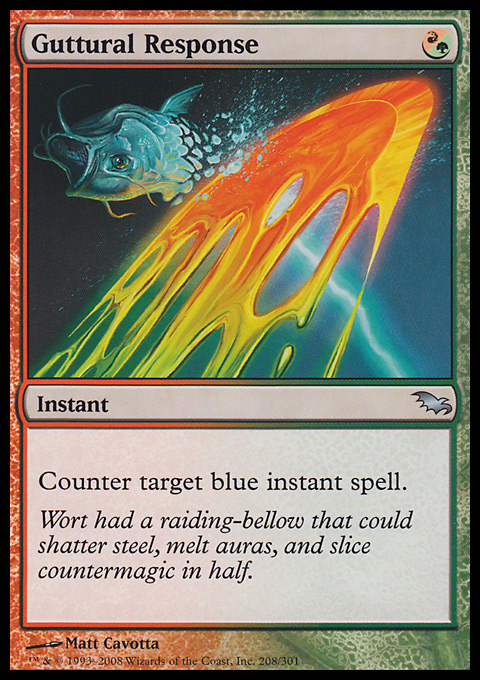 Guttural Response
Instant
Counter target blue instant spell.
Wort had a raiding-bellow that could
shatter steel, melt auras, and slice
countermagic in half.
Matt Cavotta
™ & © 1993–2008 Wizards of the Coast, Inc. 208/301